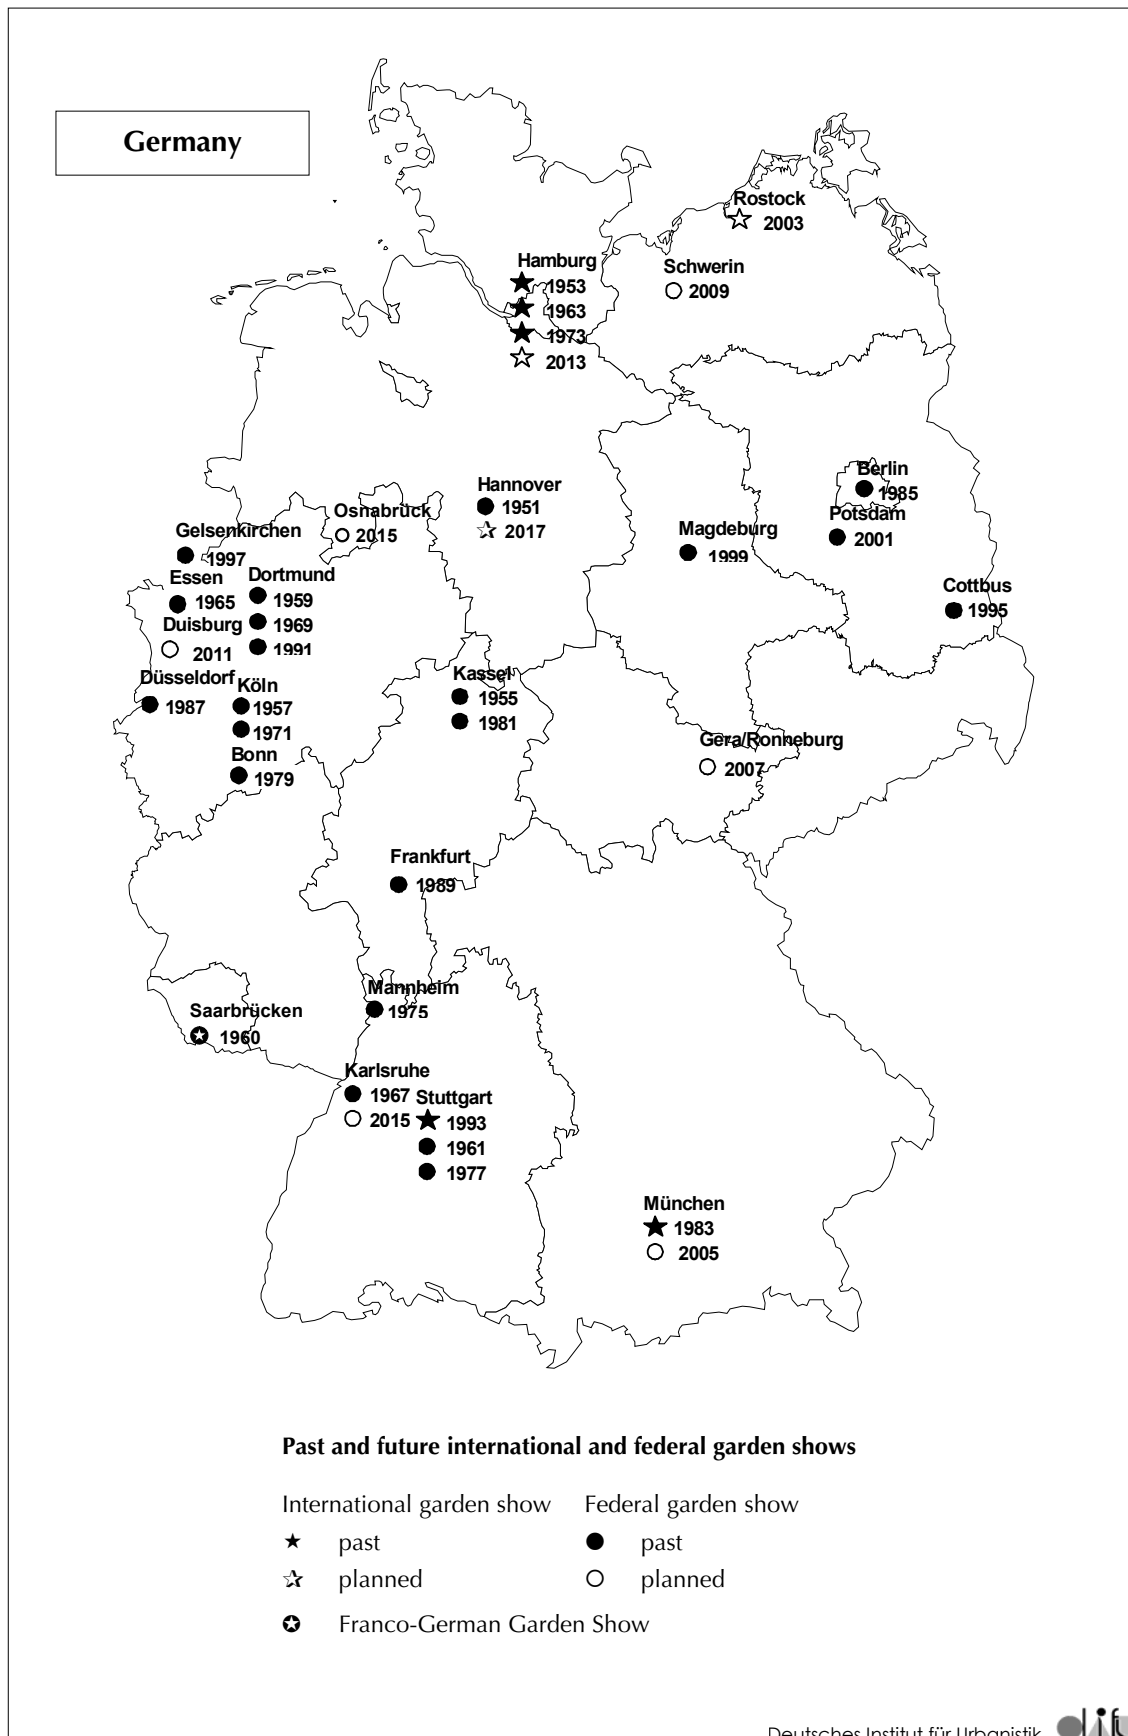 Germany
Rostock
2003
Hamburg
1953
1963
1973
2013
Schwerin
2009
Berlin
1985
Potsdam
2001
Hannover
1951
2017
Osnabrück
2015
Magdeburg
1999
Gelsenkirchen
1997
Essen
1965
Dortmund
1959
1969
1991
Duisburg
2011
Cottbus
1995
Düsseldorf
1987
Köln
1957
1971
Bonn
1979
Kassel
1955
1981
Gera/Ronneburg
2007
Frankfurt
1989
Mannheim
1975
Saarbrücken
1960
Karlsruhe
1967
2015
Stuttgart
1993
1961
1977
München
1983
2005
Past and future international and federal garden shows
International garden show Federal garden show
past past
planned planned
Franco-German Garden Show
Deutsches Institut für Urbanistik
difu